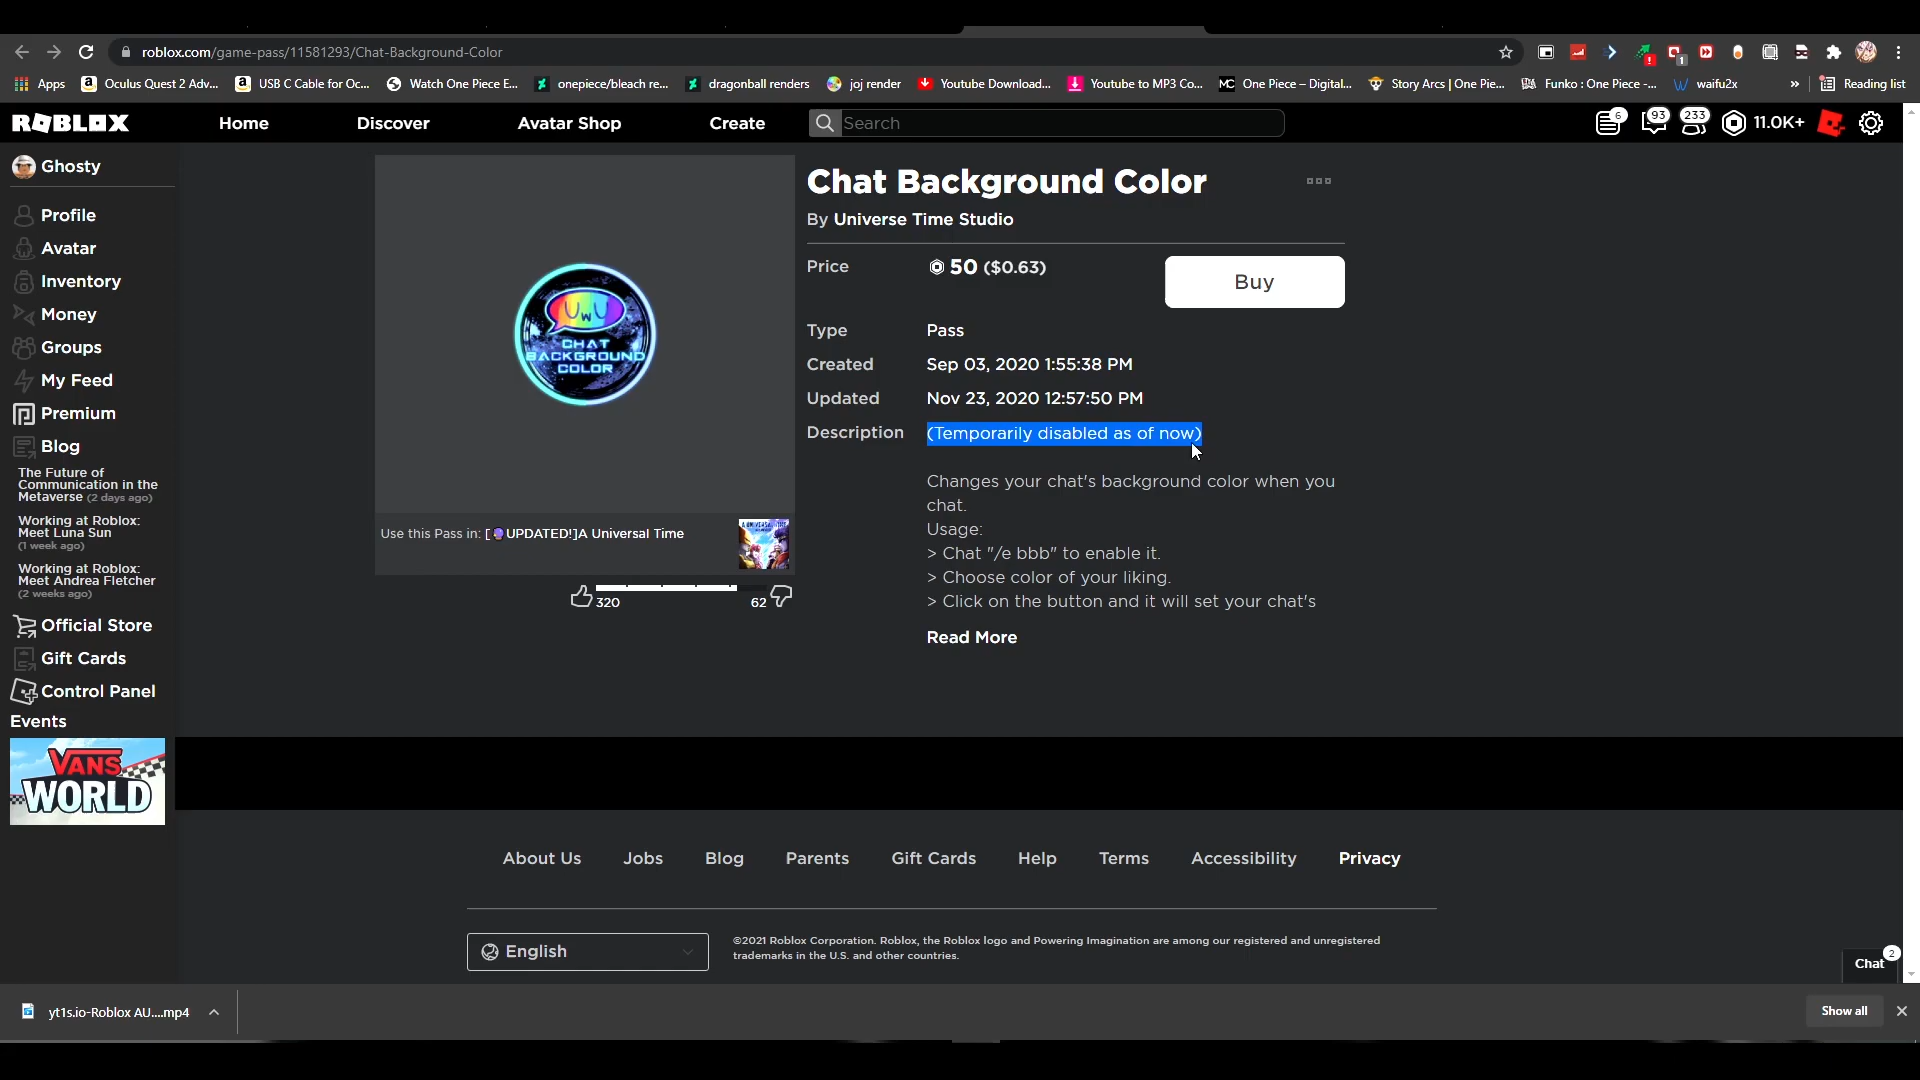 roblox.com/game-pass/11581293/Chat-Background-Color
Apps
Oculus Quest 2 Adv...
USB C Cable for Oc...
Watch One Piece E...
onepiece/bleach re...
dragonball renders
joj render
Youtube Download...
Youtube to MP3 Co...
One Piece – Digital...
Story Arcs | One Pie...
Funko : One Piece -...
waifu2x
»
Reading list
ROBLOX
Home
Discover
Avatar Shop
Create
Search
6
93
233
11.0K+
Ghosty
Profile
Avatar
Inventory
Money
Groups
My Feed
Premium
Blog
The Future of
Communication in the
Metaverse (2 days ago)
Working at Roblox:
Meet Luna Sun
(1 week ago)
Working at Roblox:
Meet Andrea Fletcher
(2 weeks ago)
Official Store
Gift Cards
Control Panel
Events
VANS
WORLD
UwU
CHAT
BACKGROUND
COLOR
Use this Pass in: [🔮UPDATED!]A Universal Time
320
62
Chat Background Color
By Universe Time Studio
Price
50 ($0.63)
Buy
Type
Pass
Created
Sep 03, 2020 1:55:38 PM
Updated
Nov 23, 2020 12:57:50 PM
Description
(Temporarily disabled as of now)
Changes your chat's background color when you
chat.
Usage:
> Chat "/e bbb" to enable it.
> Choose color of your liking.
> Click on the button and it will set your chat's
Read More
About Us
Jobs
Blog
Parents
Gift Cards
Help
Terms
Accessibility
Privacy
English
©2021 Roblox Corporation. Roblox, the Roblox logo and Powering Imagination are among our registered and unregistered
trademarks in the U.S. and other countries.
Chat
2
yt1s.io-Roblox AU....mp4
Show all